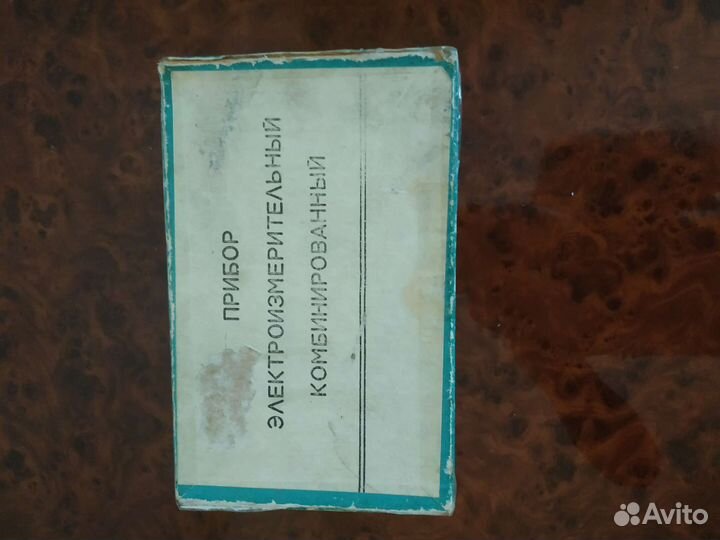 ПРИБОР
ЭЛЕКТРОИЗМЕРИТЕЛЬНЫЙ
КОМБИНИРОВАННЫЙ
Avito